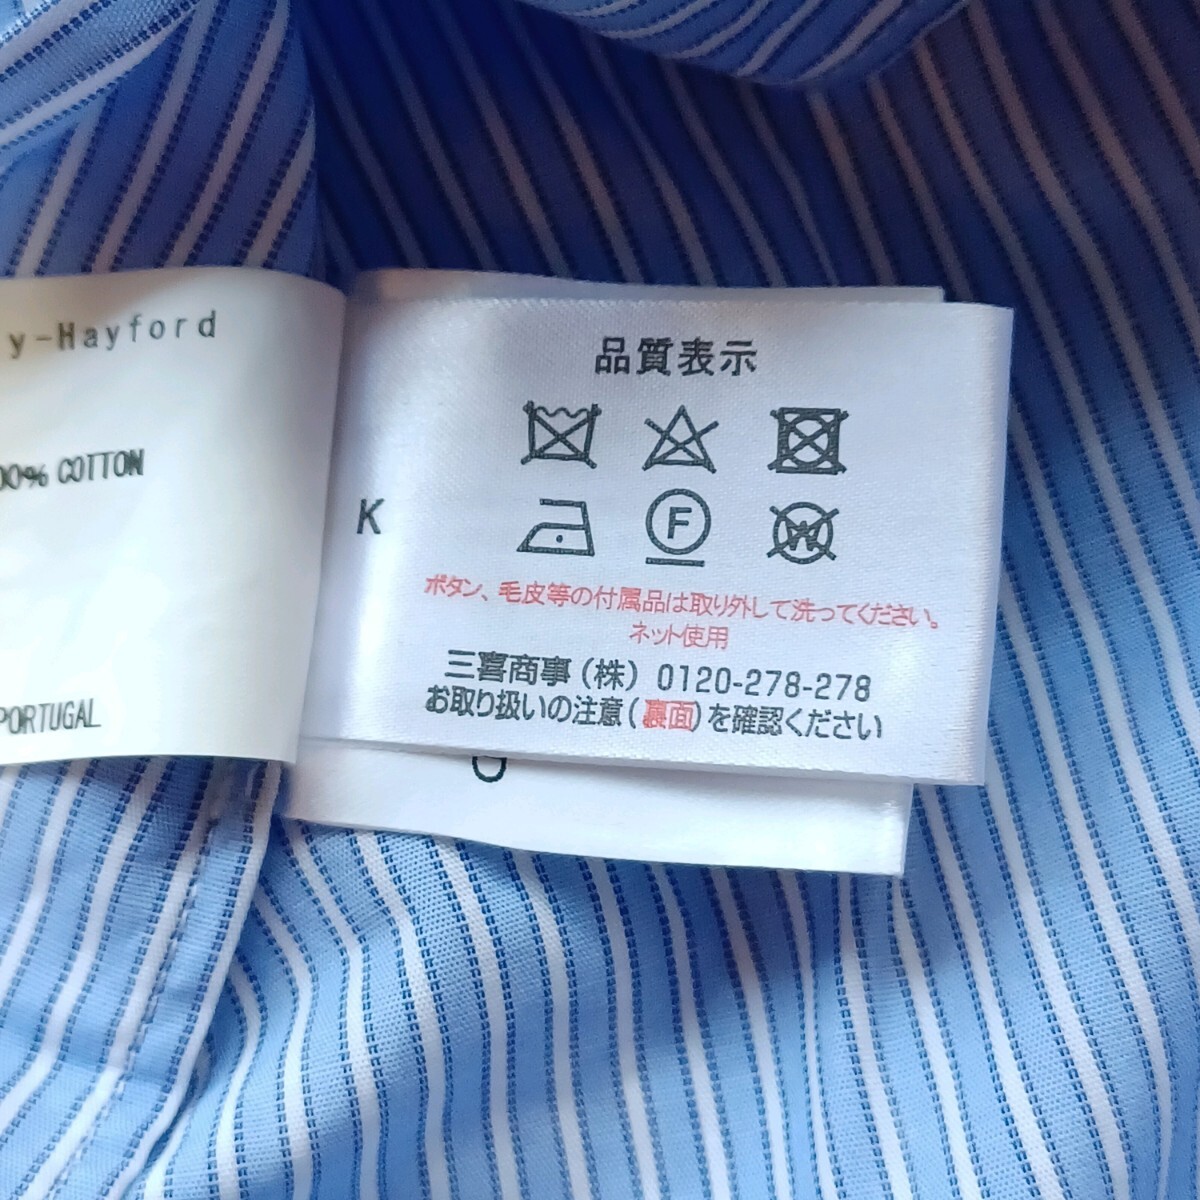 y-Hayford
00% COTTON
PORTUGAL
K
品質表示
F
W
ボタン、毛皮等の付属品は取り外して洗ってください。
ネット使用
三喜商事(株) 0120-278-278
お取り扱いの注意(裏面)を確認ください